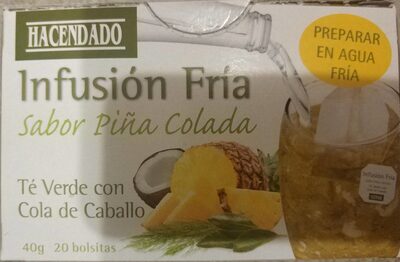 HACENDADO
Infusión Fría
Sabor Piña Colada
PREPARAR
EN AGUA
FRÍA
Té Verde con
Cola de Caballo
40g 20 bolsitas
Infusión Fría